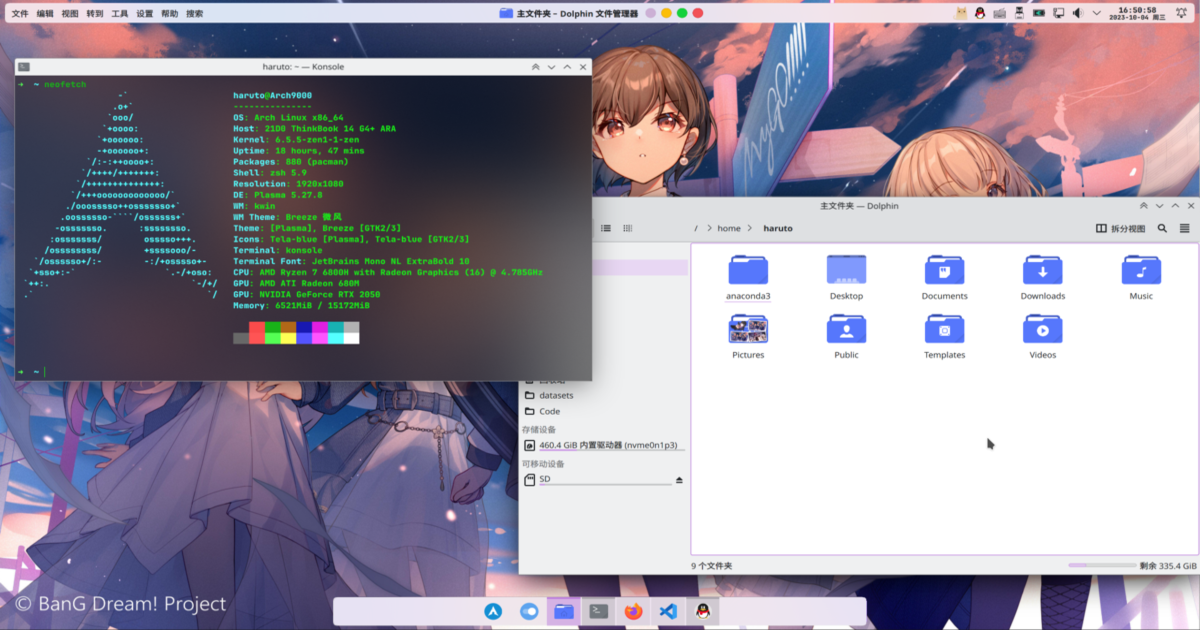 文件 编辑 视图 转到 工具 设置 帮助 搜索
主文件夹 – Dolphin 文件管理器
16:50:58
2023-10-04 周三
haruto: ~ — Konsole
→ ~ neofetch
haruto@Arch9000
---------------
OS: Arch Linux x86_64
Host: 21D0 ThinkBook 14 G4+ ARA
Kernel: 6.5.5-zen1-1-zen
Uptime: 18 hours, 47 mins
Packages: 880 (pacman)
Shell: zsh 5.9
Resolution: 1920x1080
DE: Plasma 5.27.8
WM: kwin
WM Theme: Breeze 微风
Theme: [Plasma], Breeze [GTK2/3]
Icons: Tela-blue [Plasma], Tela-blue [GTK2/3]
Terminal: konsole
Terminal Font: JetBrains Mono NL ExtraBold 10
CPU: AMD Ryzen 7 6800H with Radeon Graphics (16) @ 4.785GHz
GPU: AMD ATI Radeon 680M
GPU: NVIDIA GeForce RTX 2050
Memory: 6521MiB / 15172MiB
→ ~
主文件夹 — Dolphin
/ > home > haruto
拆分视图
anaconda3 Desktop Documents Downloads Music
Pictures Public Templates Videos
datasets
Code
存储设备
460.4 GiB 内置驱动器 (nvme0n1p3)
可移动设备
SD
9 个文件夹
剩余 335.4 GiB
© BanG Dream! Project